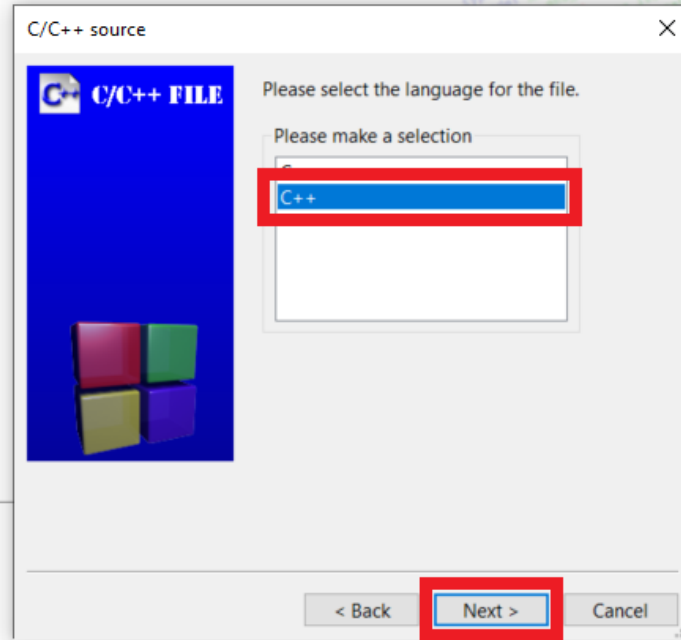 C/C++ source
C++ C/C++ FILE
Please select the language for the file.
Please make a selection
C++
< Back Next > Cancel